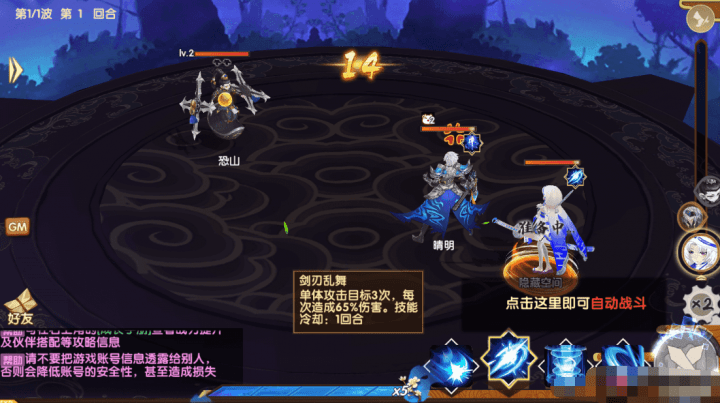 第1/1波 第 1 回合
lv.2
14
恐山
晴明
准备中
隐藏空间
GM
剑刃乱舞
单体攻击目标3次，每
次造成65%伤害。技能
冷却：1回合
点击这里即可自动战斗
好友
×2
及伙伴搭配等攻略信息
帮助 请不要把游戏账号信息透露给别人，
否则会降低账号的安全性，甚至造成损失
x5